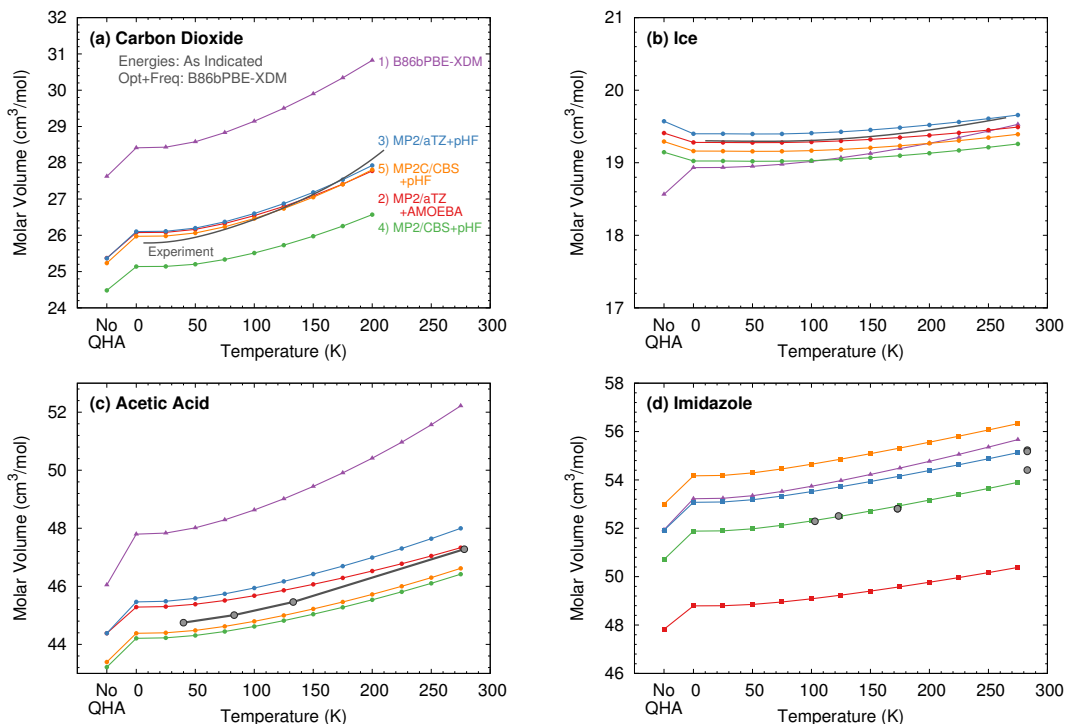 (a) Carbon Dioxide
Energies: As Indicated
Opt+Freq: B86bPBE-XDM
1) B86bPBE-XDM
3) MP2/aTZ+pHF
5) MP2C/CBS
+pHF
2) MP2/aTZ
+AMOEBA
4) MP2/CBS+pHF
Experiment
Molar Volume (cm³/mol)
32
31
30
29
28
27
26
25
24
No
QHA
0
50
100
150
200
250
300
Temperature (K)
(b) Ice
Molar Volume (cm³/mol)
21
20
19
18
17
No
QHA
0
50
100
150
200
250
300
Temperature (K)
(c) Acetic Acid
Molar Volume (cm³/mol)
52
50
48
46
44
No
QHA
0
50
100
150
200
250
300
Temperature (K)
(d) Imidazole
Molar Volume (cm³/mol)
58
56
54
52
50
48
46
No
QHA
0
50
100
150
200
250
300
Temperature (K)